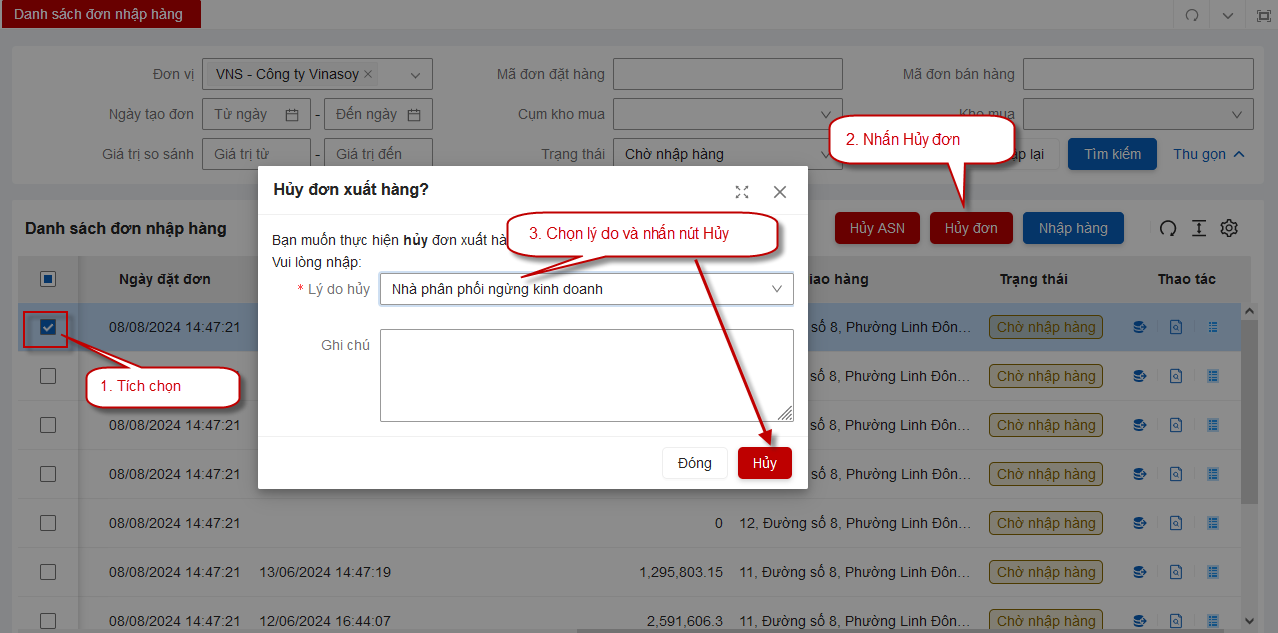 Danh sách đơn nhập hàng
Đơn vị VNS - Công ty Vinasoy Mã đơn đặt hàng Mã đơn bán hàng
Ngày tạo đơn Từ ngày - Đến ngày Cụm kho mua Kho mua
Giá trị so sánh Giá trị từ - Giá trị đến Trạng thái Chờ nhập hàng lại Tìm kiếm Thu gọn
2. Nhấn Hủy đơn
Danh sách đơn nhập hàng Hủy ASN Hủy đơn Nhập hàng
Hủy đơn xuất hàng?
Bạn muốn thực hiện hủy đơn xuất
3. Chọn lý do và nhấn nút Hủy
Vui lòng nhập:
* Lý do hủy Nhà phân phối ngừng kinh doanh
Ghi chú
Đóng Hủy
Ngày đặt đơn giao hàng Trạng thái Thao tác
08/08/2024 14:47:21 số 8, Phường Linh Đôn... Chờ nhập hàng
1. Tích chọn
số 8, Phường Linh Đôn... Chờ nhập hàng
08/08/2024 14:47:21 số 8, Phường Linh Đôn... Chờ nhập hàng
08/08/2024 14:47:21 số 8, Phường Linh Đôn... Chờ nhập hàng
08/08/2024 14:47:21 0 12, Đường số 8, Phường Linh Đôn... Chờ nhập hàng
08/08/2024 14:47:21 13/06/2024 14:47:19 1,295,803.15 11, Đường số 8, Phường Linh Đôn... Chờ nhập hàng
08/08/2024 14:47:21 12/06/2024 16:44:07 2,591,606.3 11, Đường số 8, Phường Linh Đôn... Chờ nhập hàng